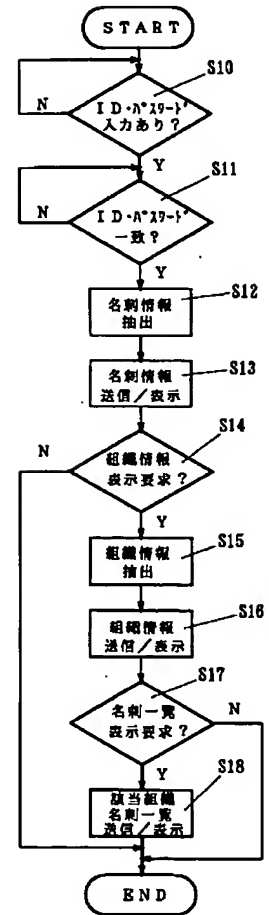 START
S10
ID・パスワード
入力あり？
N
Y
S11
ID・パスワード
一致？
N
Y
S12
名刺情報
抽出
S13
名刺情報
送信／表示
S14
組織情報
表示要求？
N
Y
S15
組織情報
抽出
S16
組織情報
送信／表示
S17
名刺一覧
表示要求？
N
Y
S18
該当組織
名刺一覧
送信／表示
END